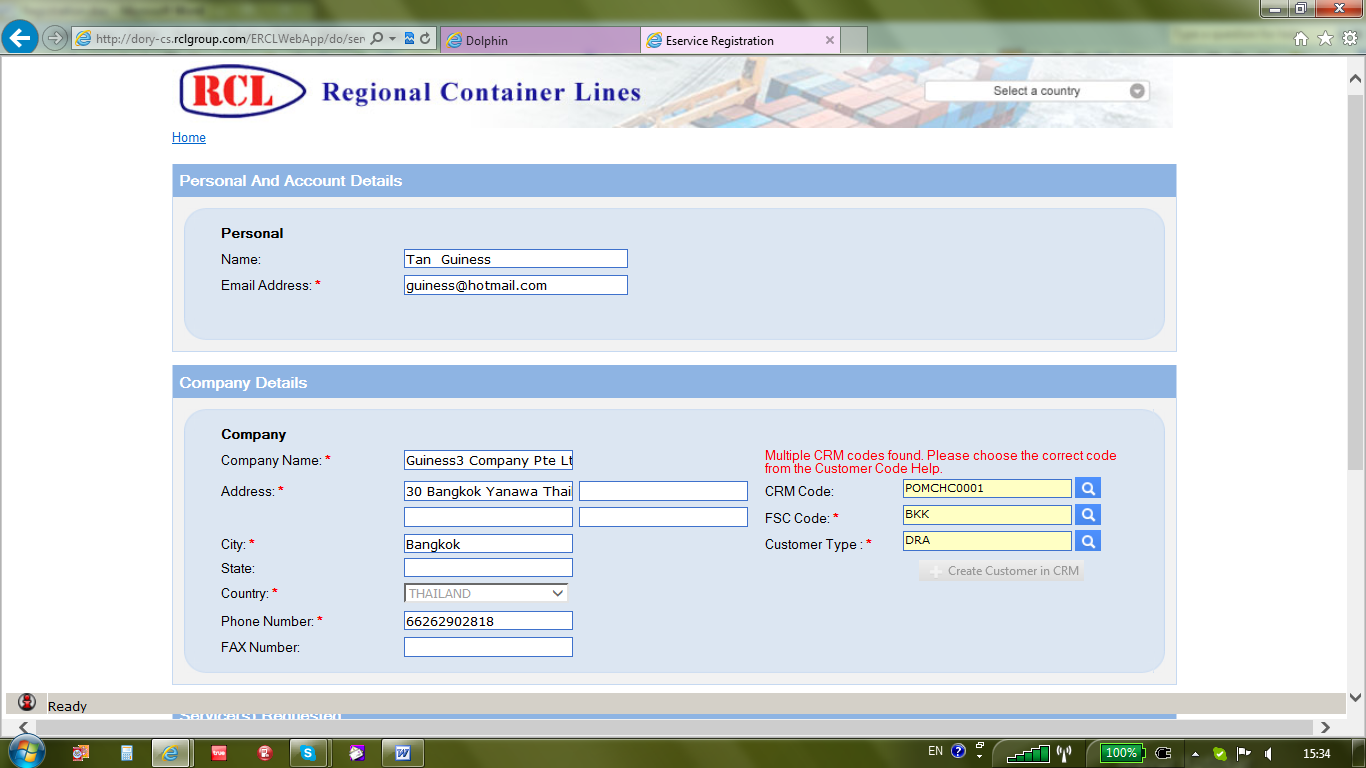 http://dory-cs.rclgroup.com/ERCLWebApp/do/ser
Dolphin
Eservice Registration
RCL Regional Container Lines
Select a country
Home
Personal And Account Details
Personal
Name: Tan Guiness
Email Address: * guiness@hotmail.com
Company Details
Company
Company Name: * Guiness3 Company Pte Lt
Multiple CRM codes found. Please choose the correct code
from the Customer Code Help.
Address: * 30 Bangkok Yanawa Thai
CRM Code: POMCHC0001
FSC Code: * BKK
City: * Bangkok
Customer Type : * DRA
State:
Create Customer in CRM
Country: * THAILAND
Phone Number: * 66262902818
FAX Number:
Ready
Service(s) Requested
EN
100%
15:34